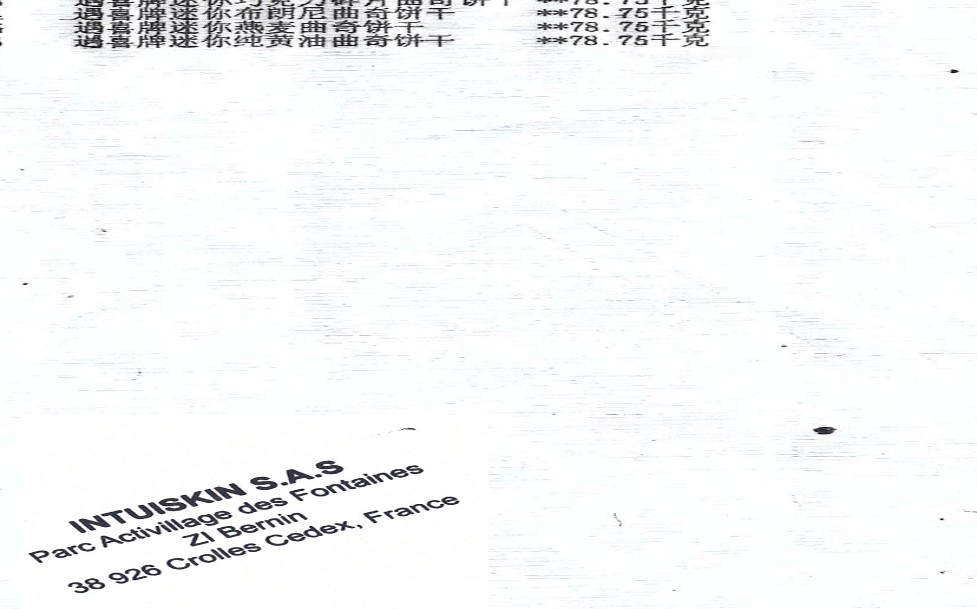 遇喜牌迷你巧克力碎片曲奇饼干 **78.75千克
遇喜牌迷你布朗尼曲奇饼干 **78.75千克
遇喜牌迷你燕麦曲奇饼干 **78.75千克
遇喜牌迷你纯黄油曲奇饼干 **78.75千克
INTUISKIN S.A.S
Parc Activillage des Fontaines
ZI Bernin
38 926 Crolles Cedex, France